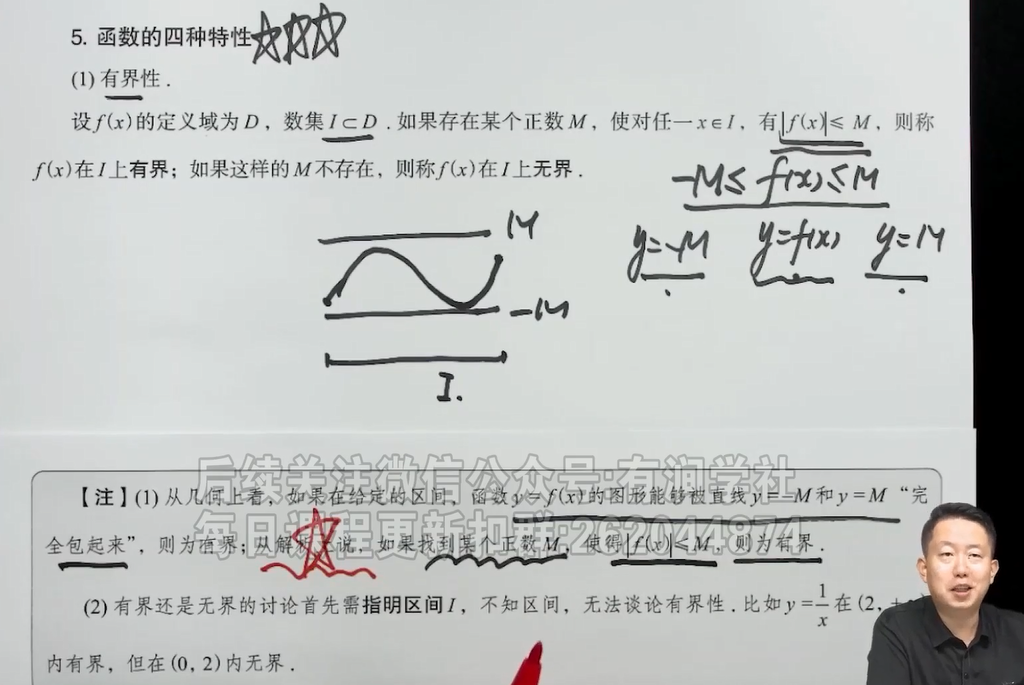 5. 函数的四种特性
(1) 有界性.
设 f(x) 的定义域为 D, 数集 I⊂D. 如果存在某个正数 M, 使对任一 x∈I, 有 |f(x)|≤M, 则称
f(x) 在 I 上有界; 如果这样的 M 不存在, 则称 f(x) 在 I 上无界.
-M≤ f(x) ≤M
y=-M y=f(x) y=M
M
-M
I.
后续关注微信公众号:有润学社
【注】(1) 从几何上看, 如果在给定的区间, 函数 y=f(x) 的图形能够被直线 y=-M 和 y=M “完
每日课程更新扣群:262044874
全包起来”, 则为有界; 从解析上说, 如果找到某个正数 M, 使得 |f(x)|≤M, 则为有界.
(2) 有界还是无界的讨论首先需指明区间 I, 不知区间, 无法谈论有界性. 比如 y=1/x 在 (2, +
内有界, 但在 (0, 2) 内无界.